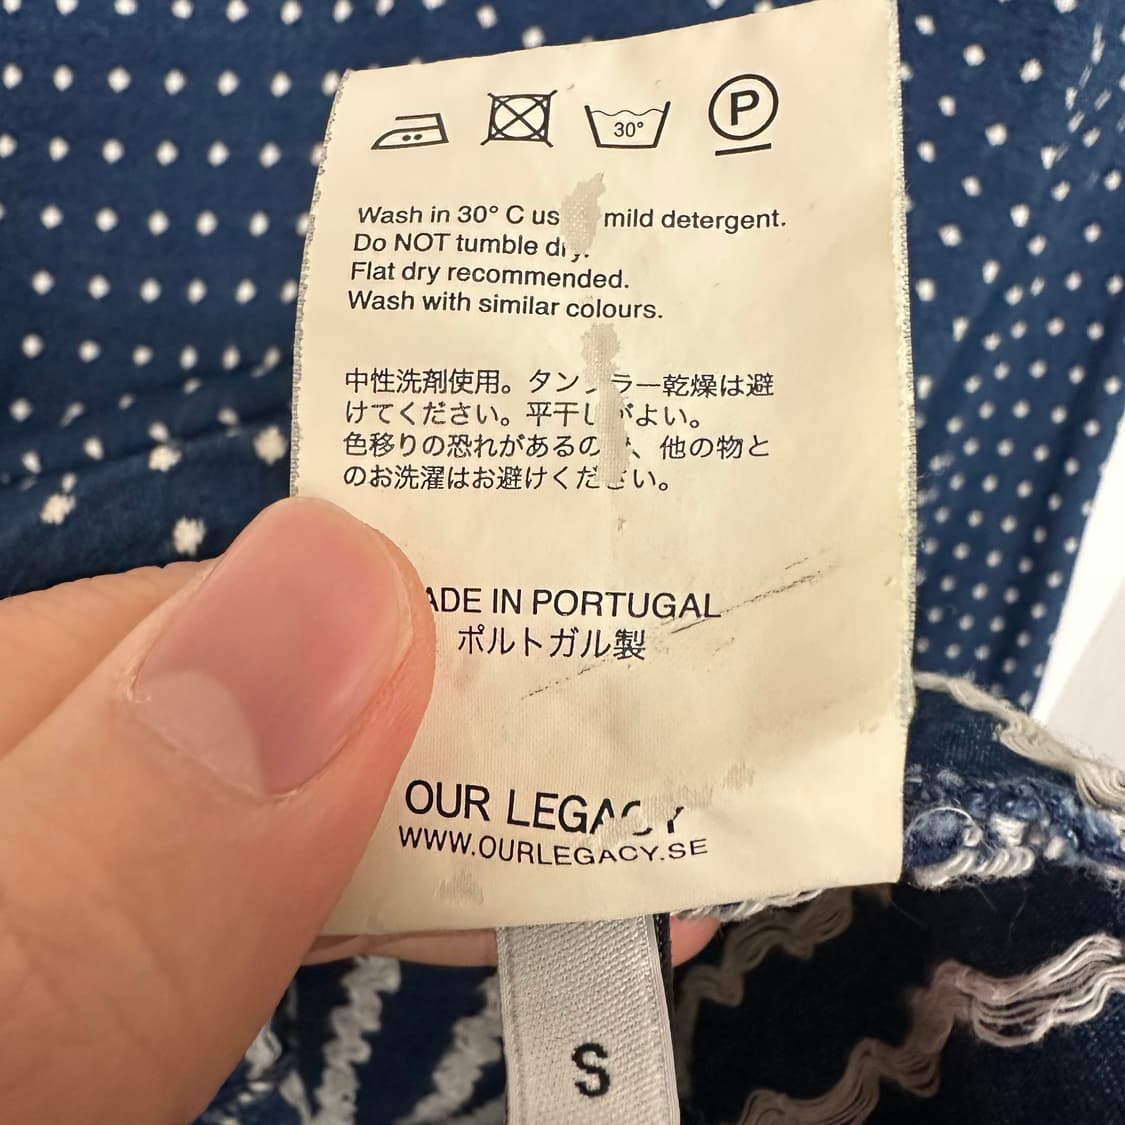 30° P
Wash in 30° C us mild detergent.
Do NOT tumble dry.
Flat dry recommended.
Wash with similar colours.
中性洗剤使用。タンブラー乾燥は避
けてください。平干しがよい。
色移りの恐れがあるの、他の物と
のお洗濯はお避けください。
ADE IN PORTUGAL
ポルトガル製
OUR LEGACY
WWW.OURLEGACY.SE
S